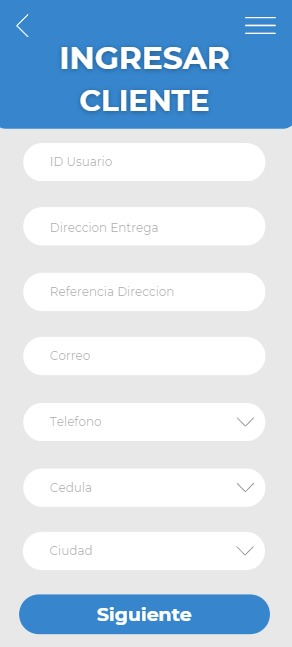 INGRESAR
CLIENTE
ID Usuario
Direccion Entrega
Referencia Direccion
Correo
Telefono
Cedula
Ciudad
Siguiente